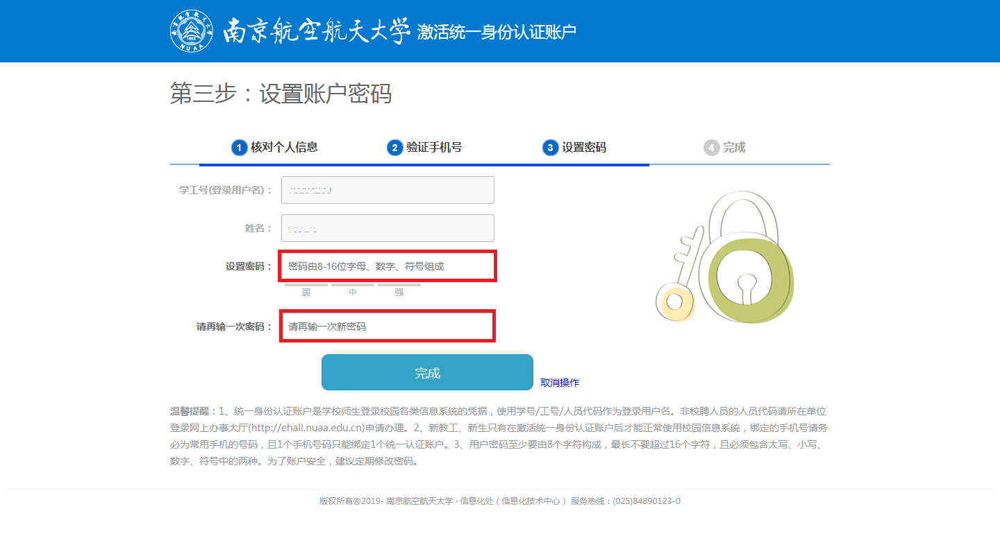 南京航空航天大学 激活统一身份认证账户
1952
NUAA
第三步：设置账户密码
1 核对个人信息 2 验证手机号 3 设置密码 4 完成
学工号(登录用户名)：
姓名：
设置密码： 密码由8-16位字母、数字、符号组成
弱 中 强
请再输一次密码： 请再输一次新密码
完成 取消操作
温馨提醒：1、统一身份认证账户是学校师生登录校园各类信息系统的凭据，使用学号/工号/人员代码作为登录用户名。非校聘人员的人员代码请所在单位
登录网上办事大厅(http://ehall.nuaa.edu.cn)申请办理。2、新教工、新生只有在激活统一身份认证账户后才能正常使用校园信息系统，绑定的手机号请务
必为常用手机的号码，且1个手机号码只能绑定1个统一认证账户。3、用户密码至少要由8个字符构成，最长不要超过16个字符，且必须包含大写、小写、
数字、符号中的两种。为了账户安全，建议定期修改密码。
版权所有®2019- 南京航空航天大学 · 信息化处（信息化技术中心） 服务热线：(025)84890123-0